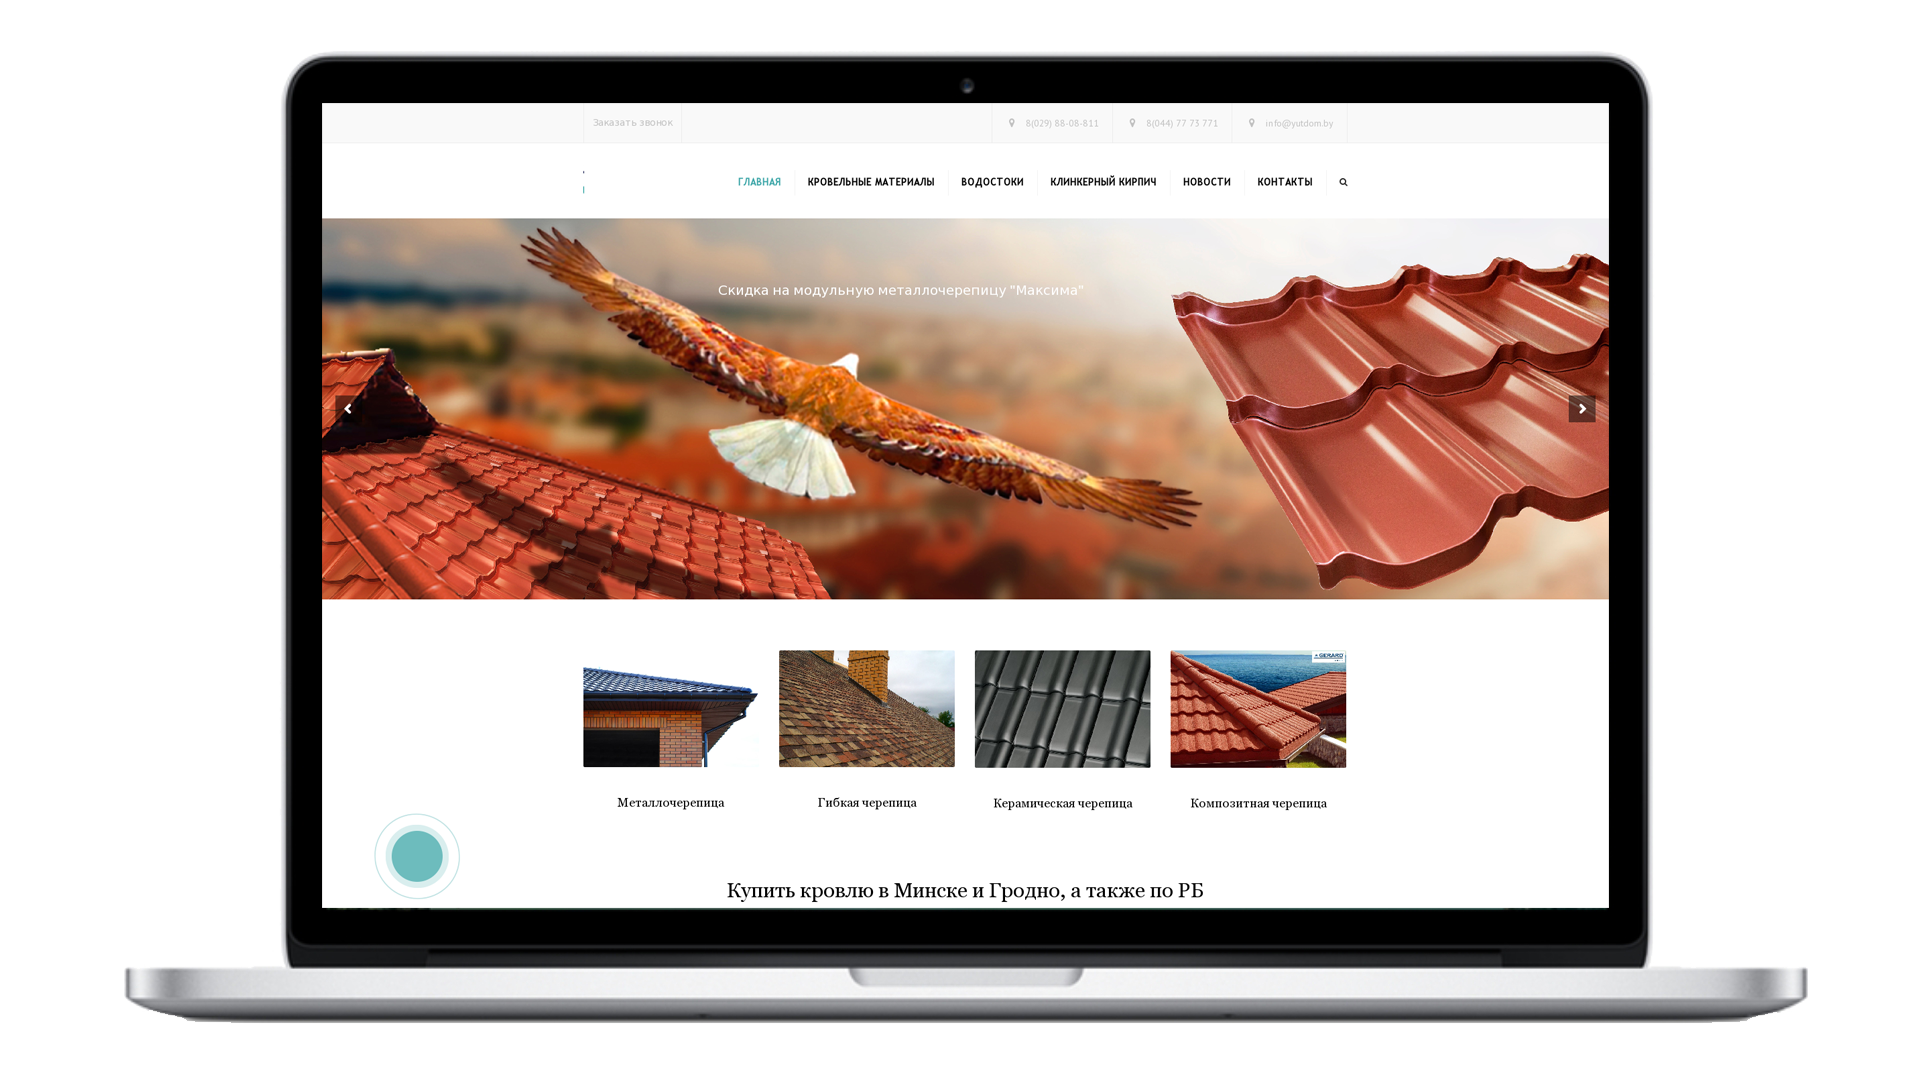 Заказать звонок
8(029) 88-08-811
8(044) 77 73 771
info@yutdom.by
ГЛАВНАЯ
КРОВЕЛЬНЫЕ МАТЕРИАЛЫ
ВОДОСТОКИ
КЛИНКЕРНЫЙ КИРПИЧ
НОВОСТИ
КОНТАКТЫ
Скидка на модульную металлочерепицу "Максима"
GERARD
Металлочерепица
Гибкая черепица
Керамическая черепица
Композитная черепица
Купить кровлю в Минске и Гродно, а также по РБ